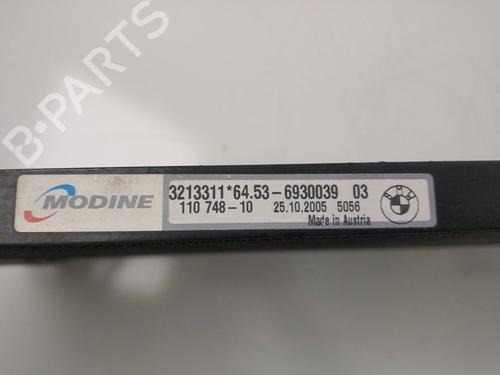 B-PARTS
MODINE
3213311*64.53-6930039 03
110 748-10 25.10.2005 5056
Made in Austria
BMW